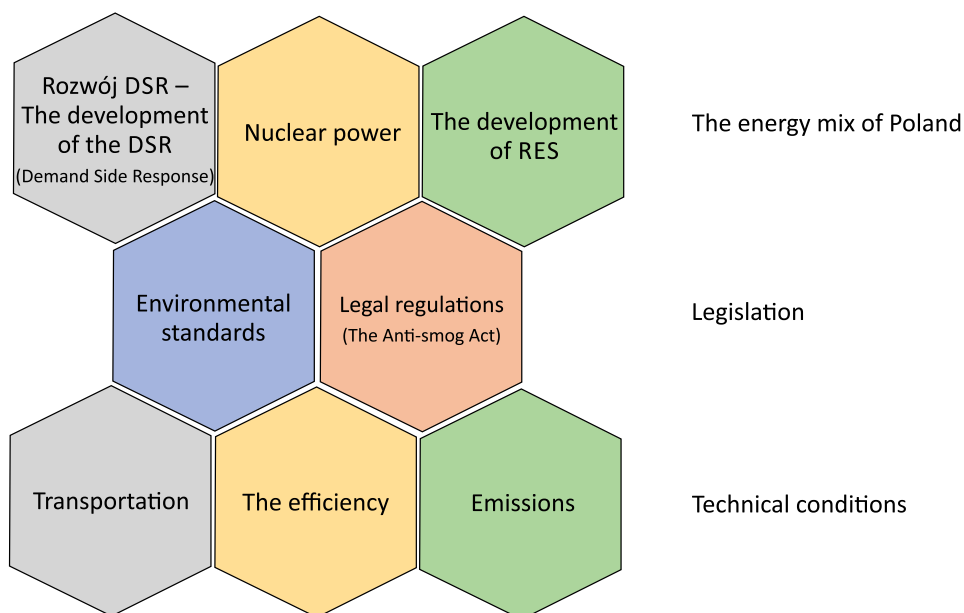 Rozwój DSR –
The development
of the DSR
(Demand Side Response)
Nuclear power
The development
of RES
The energy mix of Poland
Environmental
standards
Legal regulations
(The Anti-smog Act)
Legislation
Transportation
The efficiency
Emissions
Technical conditions